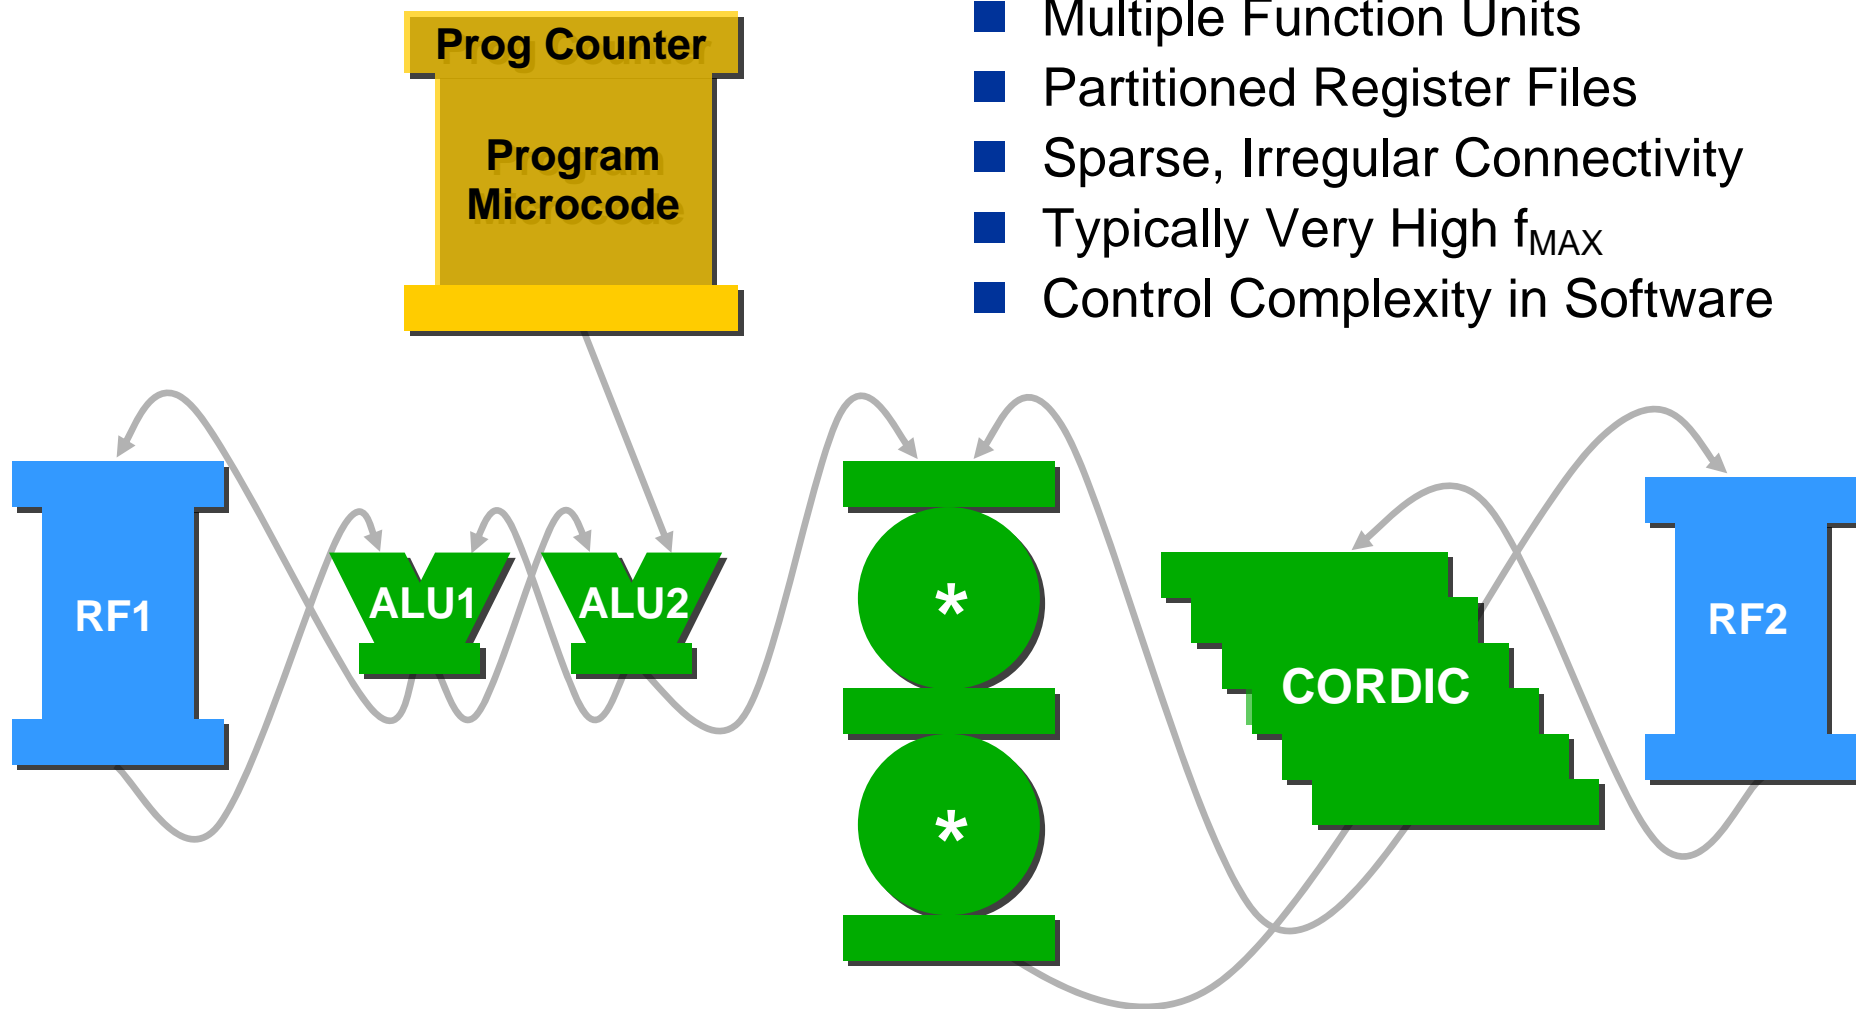 Prog Counter
Program
Microcode
Multiple Function Units
Partitioned Register Files
Sparse, Irregular Connectivity
Typically Very High fMAX
Control Complexity in Software
RF1
ALU1
ALU2
*
*
CORDIC
RF2